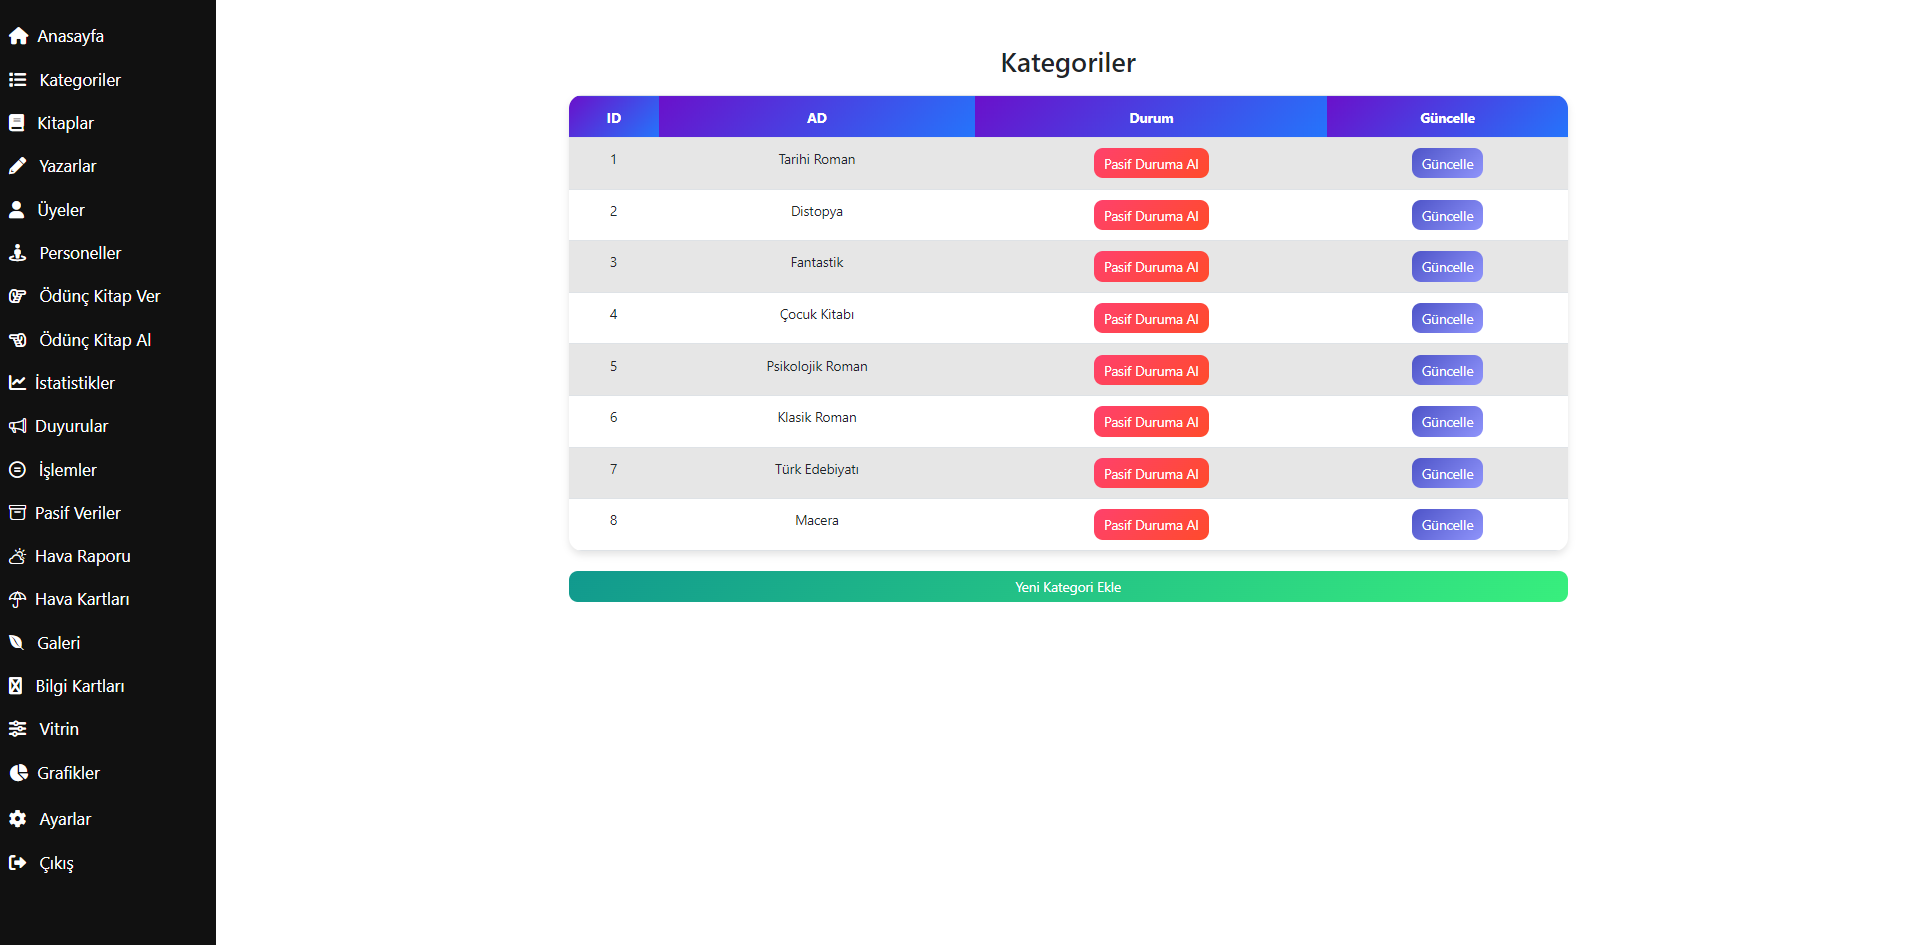 Anasayfa
Kategoriler
Kitaplar
Yazarlar
Üyeler
Personeller
Ödünç Kitap Ver
Ödünç Kitap Al
İstatistikler
Duyurular
İşlemler
Pasif Veriler
Hava Raporu
Hava Kartları
Galeri
Bilgi Kartları
Vitrin
Grafikler
Ayarlar
Çıkış
Kategoriler
ID AD Durum Güncelle
1 Tarihi Roman Pasif Duruma Al Güncelle
2 Distopya Pasif Duruma Al Güncelle
3 Fantastik Pasif Duruma Al Güncelle
4 Çocuk Kitabı Pasif Duruma Al Güncelle
5 Psikolojik Roman Pasif Duruma Al Güncelle
6 Klasik Roman Pasif Duruma Al Güncelle
7 Türk Edebiyatı Pasif Duruma Al Güncelle
8 Macera Pasif Duruma Al Güncelle
Yeni Kategori Ekle